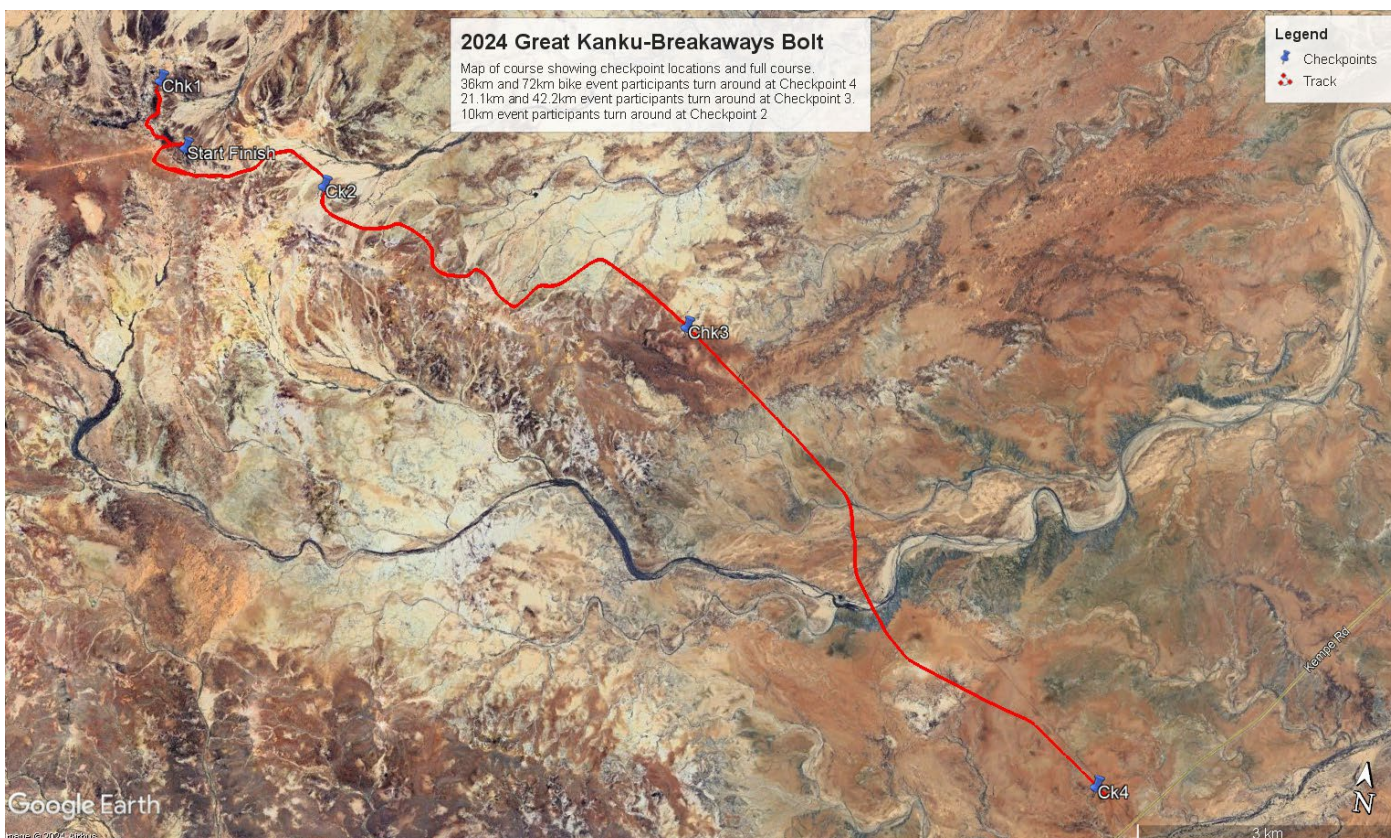 2024 Great Kanku-Breakaways Bolt
Map of course showing checkpoint locations and full course.
36km and 72km bike event participants turn around at Checkpoint 4
21.1km and 42.2km event participants turn around at Checkpoint 3.
10km event participants turn around at Checkpoint 2
Legend
Checkpoints
Track
Chk1
Start Finish
Ck2
Chk3
Kempe Rd
Ck4
Google Earth
N
Image © 2024 Airbus
3 km